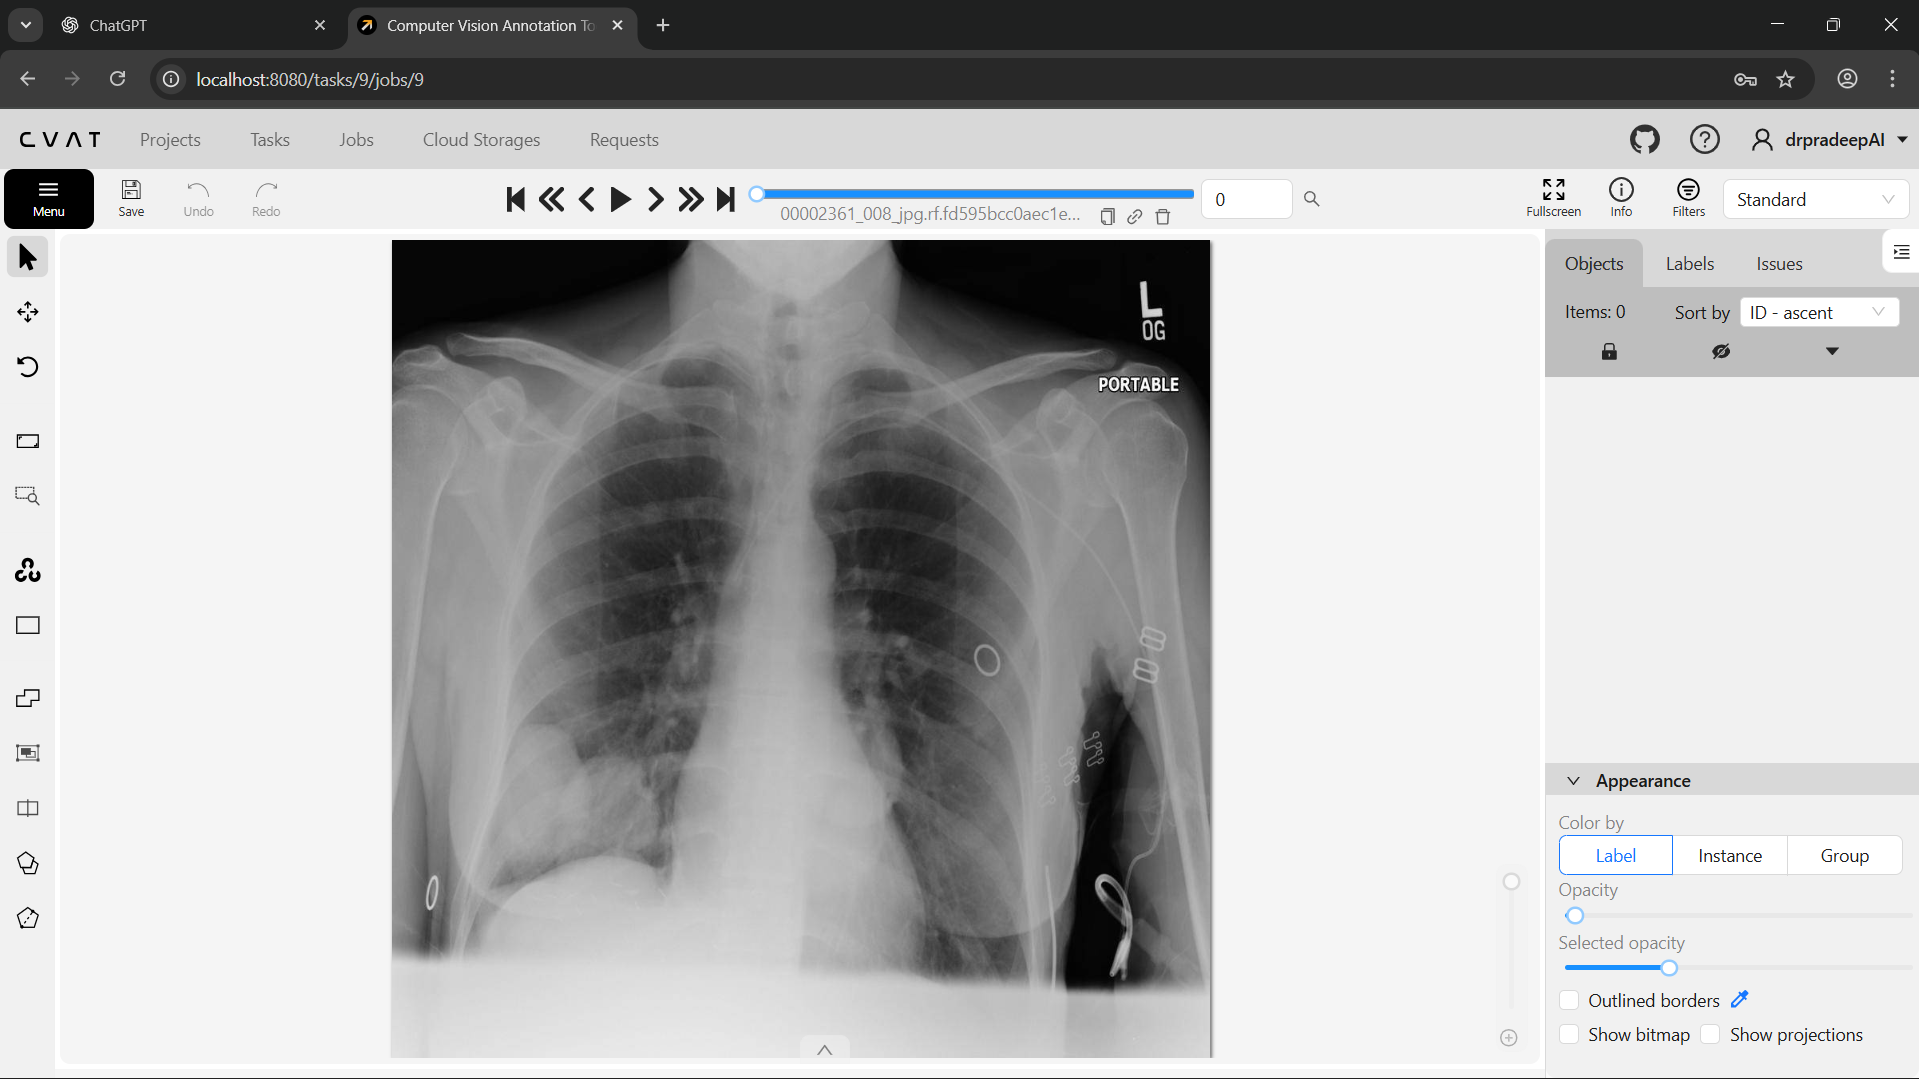 ChatGPT
Computer Vision Annotation To
localhost:8080/tasks/9/jobs/9
CVAT
Projects
Tasks
Jobs
Cloud Storages
Requests
drpradeepAI
Menu
Save
Undo
Redo
0
00002361_008_jpg.rf.fd595bcc0aec1e...
Fullscreen
Info
Filters
Standard
L
OG
PORTABLE
Objects
Labels
Issues
Items: 0
Sort by
ID - ascent
Appearance
Color by
Label
Instance
Group
Opacity
Selected opacity
Outlined borders
Show bitmap
Show projections